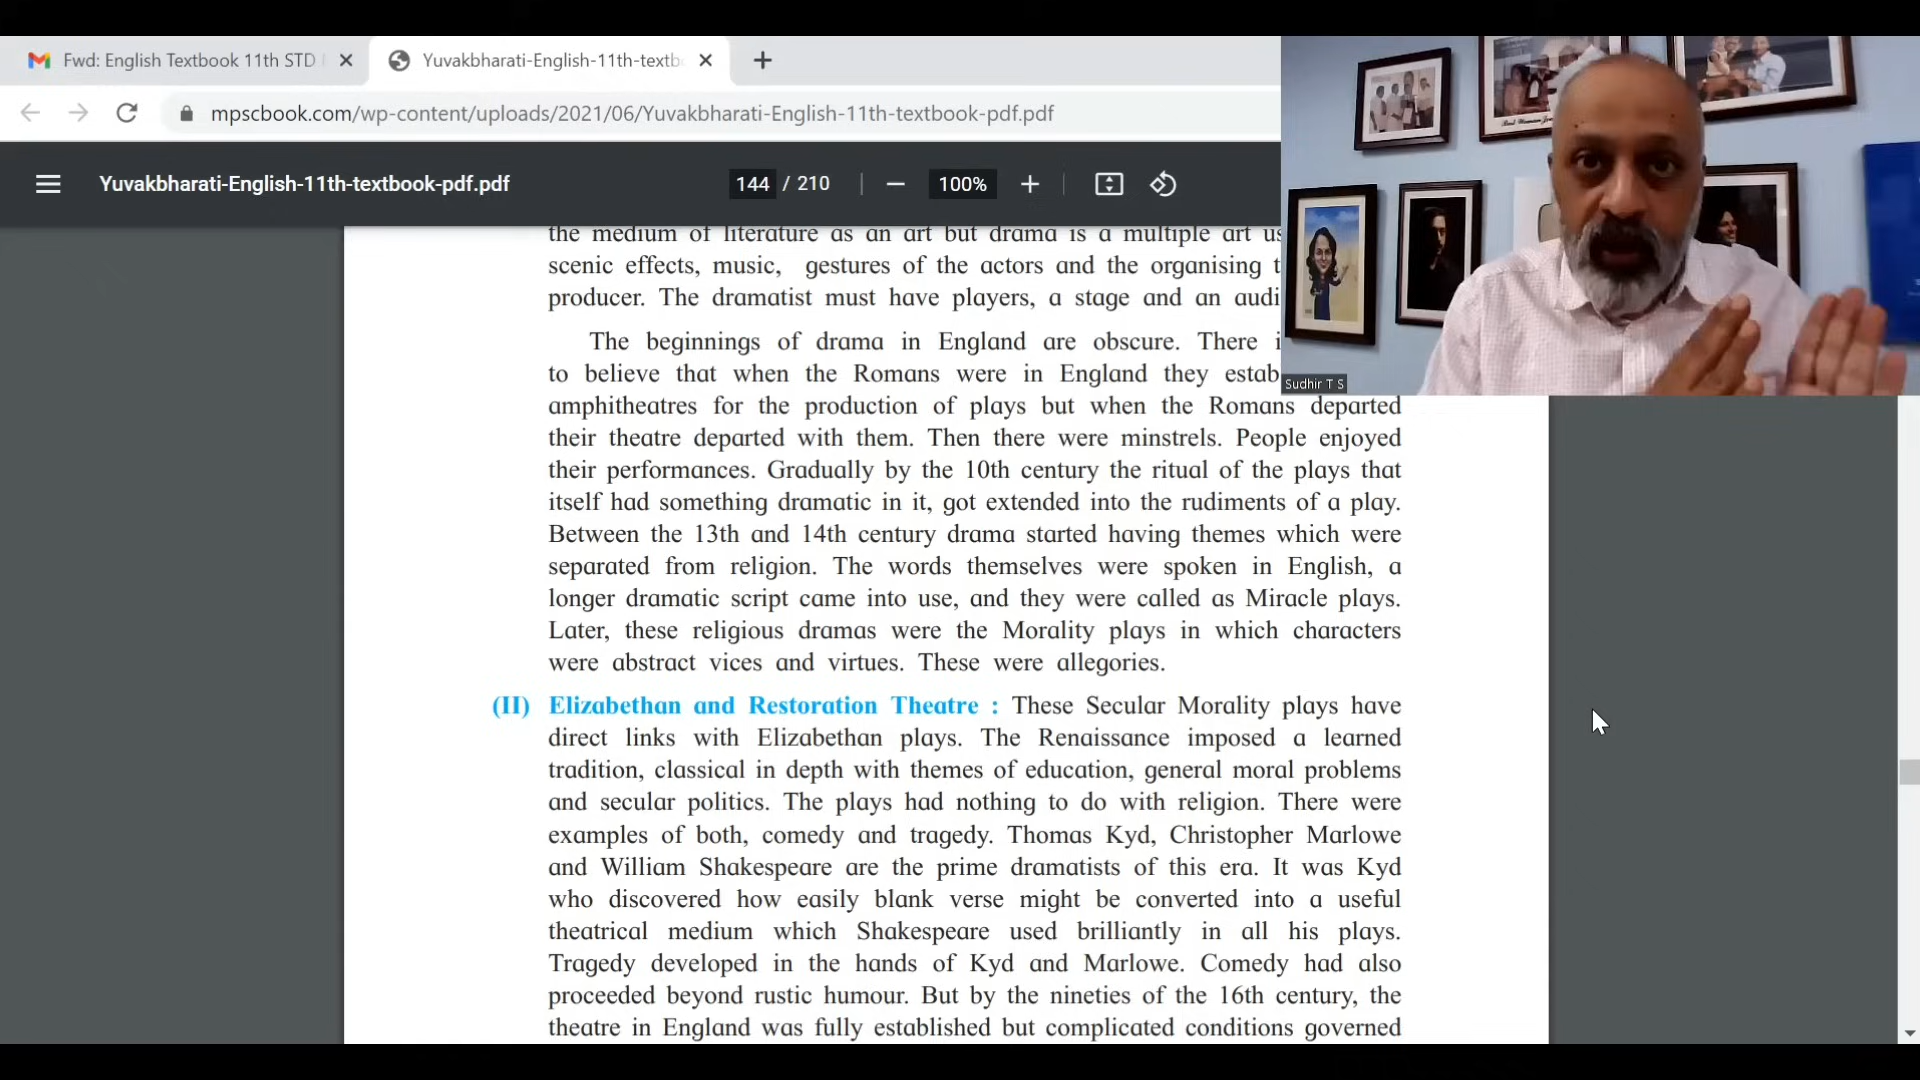 Fwd: English Textbook 11th STD
Yuvakbharati-English-11th-textb
mpscbook.com/wp-content/uploads/2021/06/Yuvakbharati-English-11th-textbook-pdf.pdf
Yuvakbharati-English-11th-textbook-pdf.pdf
144 / 210
100%
Sudhir T S
the medium of literature as an art but drama is a multiple art us
scenic effects, music, gestures of the actors and the organising t
producer. The dramatist must have players, a stage and an audi
The beginnings of drama in England are obscure. There i
to believe that when the Romans were in England they estab
amphitheatres for the production of plays but when the Romans departed
their theatre departed with them. Then there were minstrels. People enjoyed
their performances. Gradually by the 10th century the ritual of the plays that
itself had something dramatic in it, got extended into the rudiments of a play.
Between the 13th and 14th century drama started having themes which were
separated from religion. The words themselves were spoken in English, a
longer dramatic script came into use, and they were called as Miracle plays.
Later, these religious dramas were the Morality plays in which characters
were abstract vices and virtues. These were allegories.
(II) Elizabethan and Restoration Theatre : These Secular Morality plays have
direct links with Elizabethan plays. The Renaissance imposed a learned
tradition, classical in depth with themes of education, general moral problems
and secular politics. The plays had nothing to do with religion. There were
examples of both, comedy and tragedy. Thomas Kyd, Christopher Marlowe
and William Shakespeare are the prime dramatists of this era. It was Kyd
who discovered how easily blank verse might be converted into a useful
theatrical medium which Shakespeare used brilliantly in all his plays.
Tragedy developed in the hands of Kyd and Marlowe. Comedy had also
proceeded beyond rustic humour. But by the nineties of the 16th century, the
theatre in England was fully established but complicated conditions governed